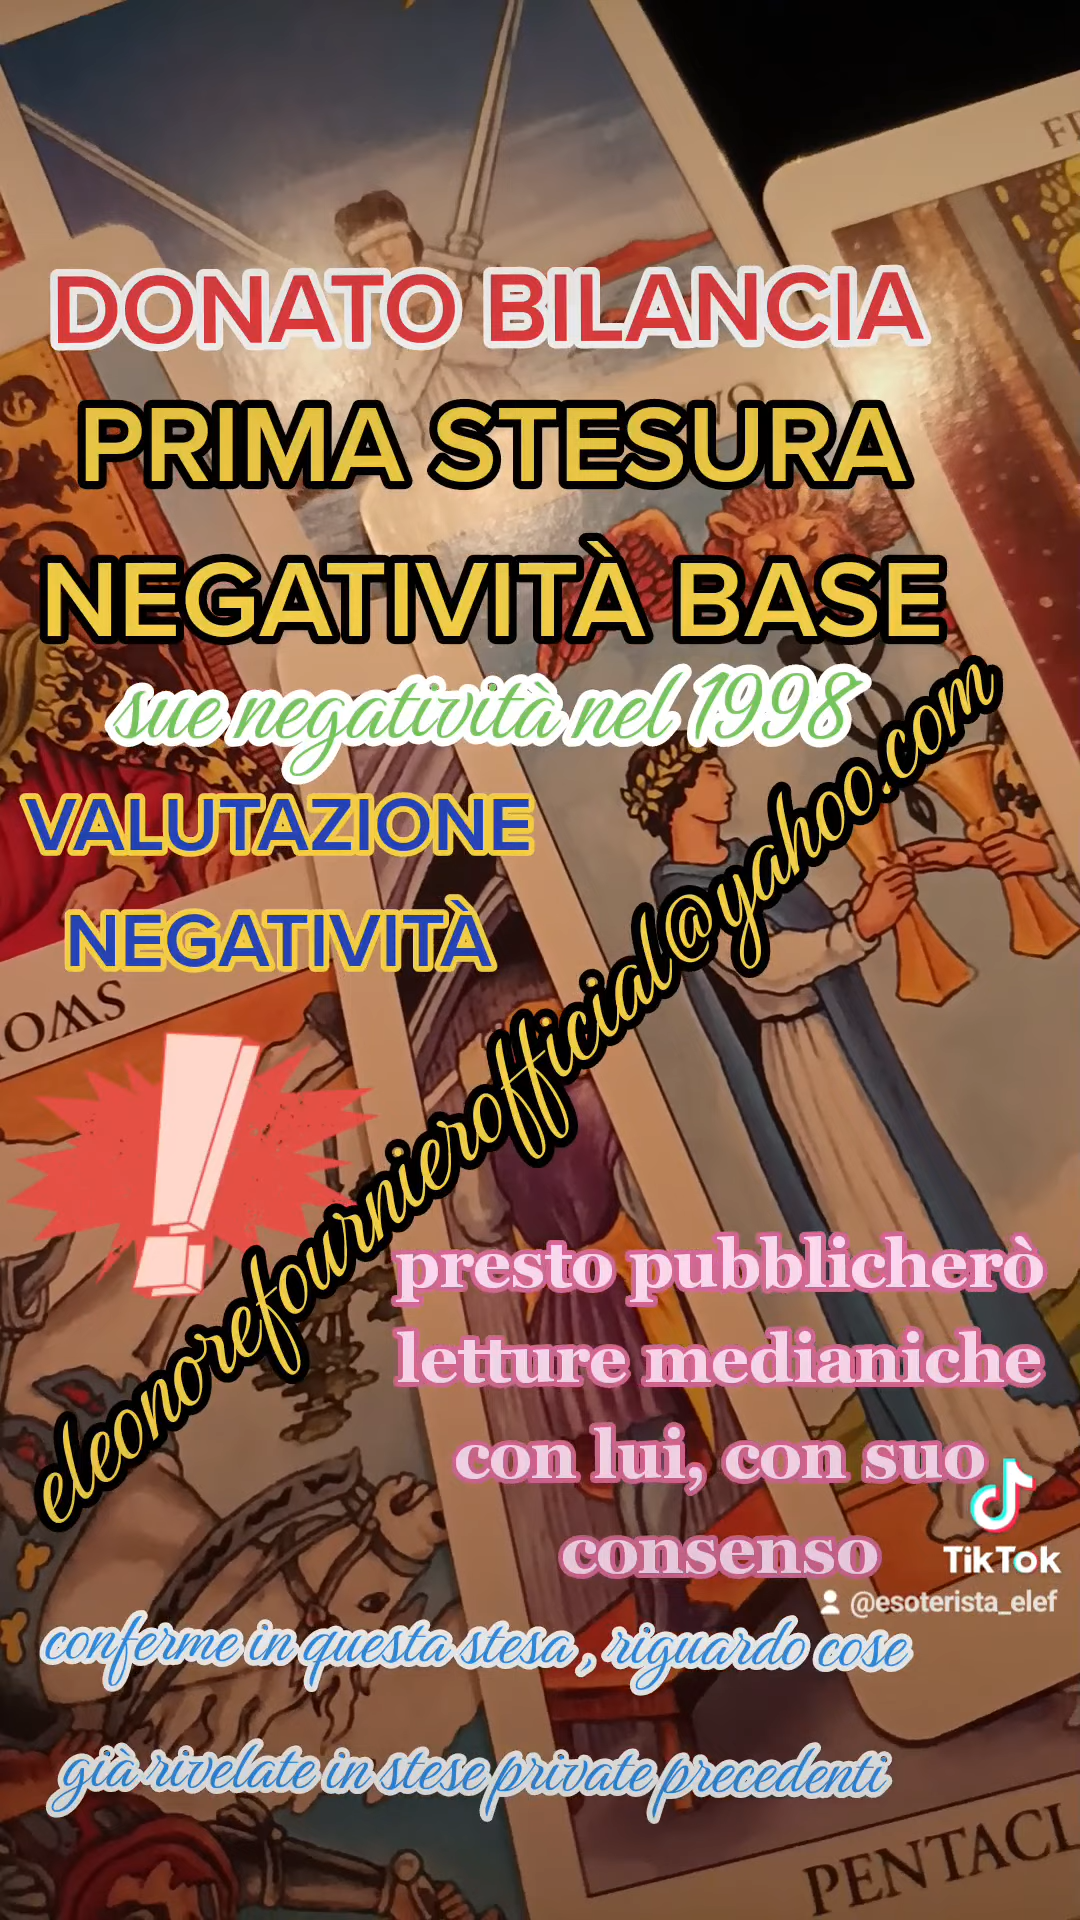 DONATO BILANCIA
PRIMA STESURA
NEGATIVITÀ BASE
sue negatività nel 1998
VALUTAZIONE
NEGATIVITÀ
eleonorefournierofficial@yahoo.com
presto pubblicherò
letture medianiche
con lui, con suo
consenso
TikTok
@esoterista_elef
conferme in questa stesa, riguardo cose
già rivelate in stese private precedenti
PENTACL